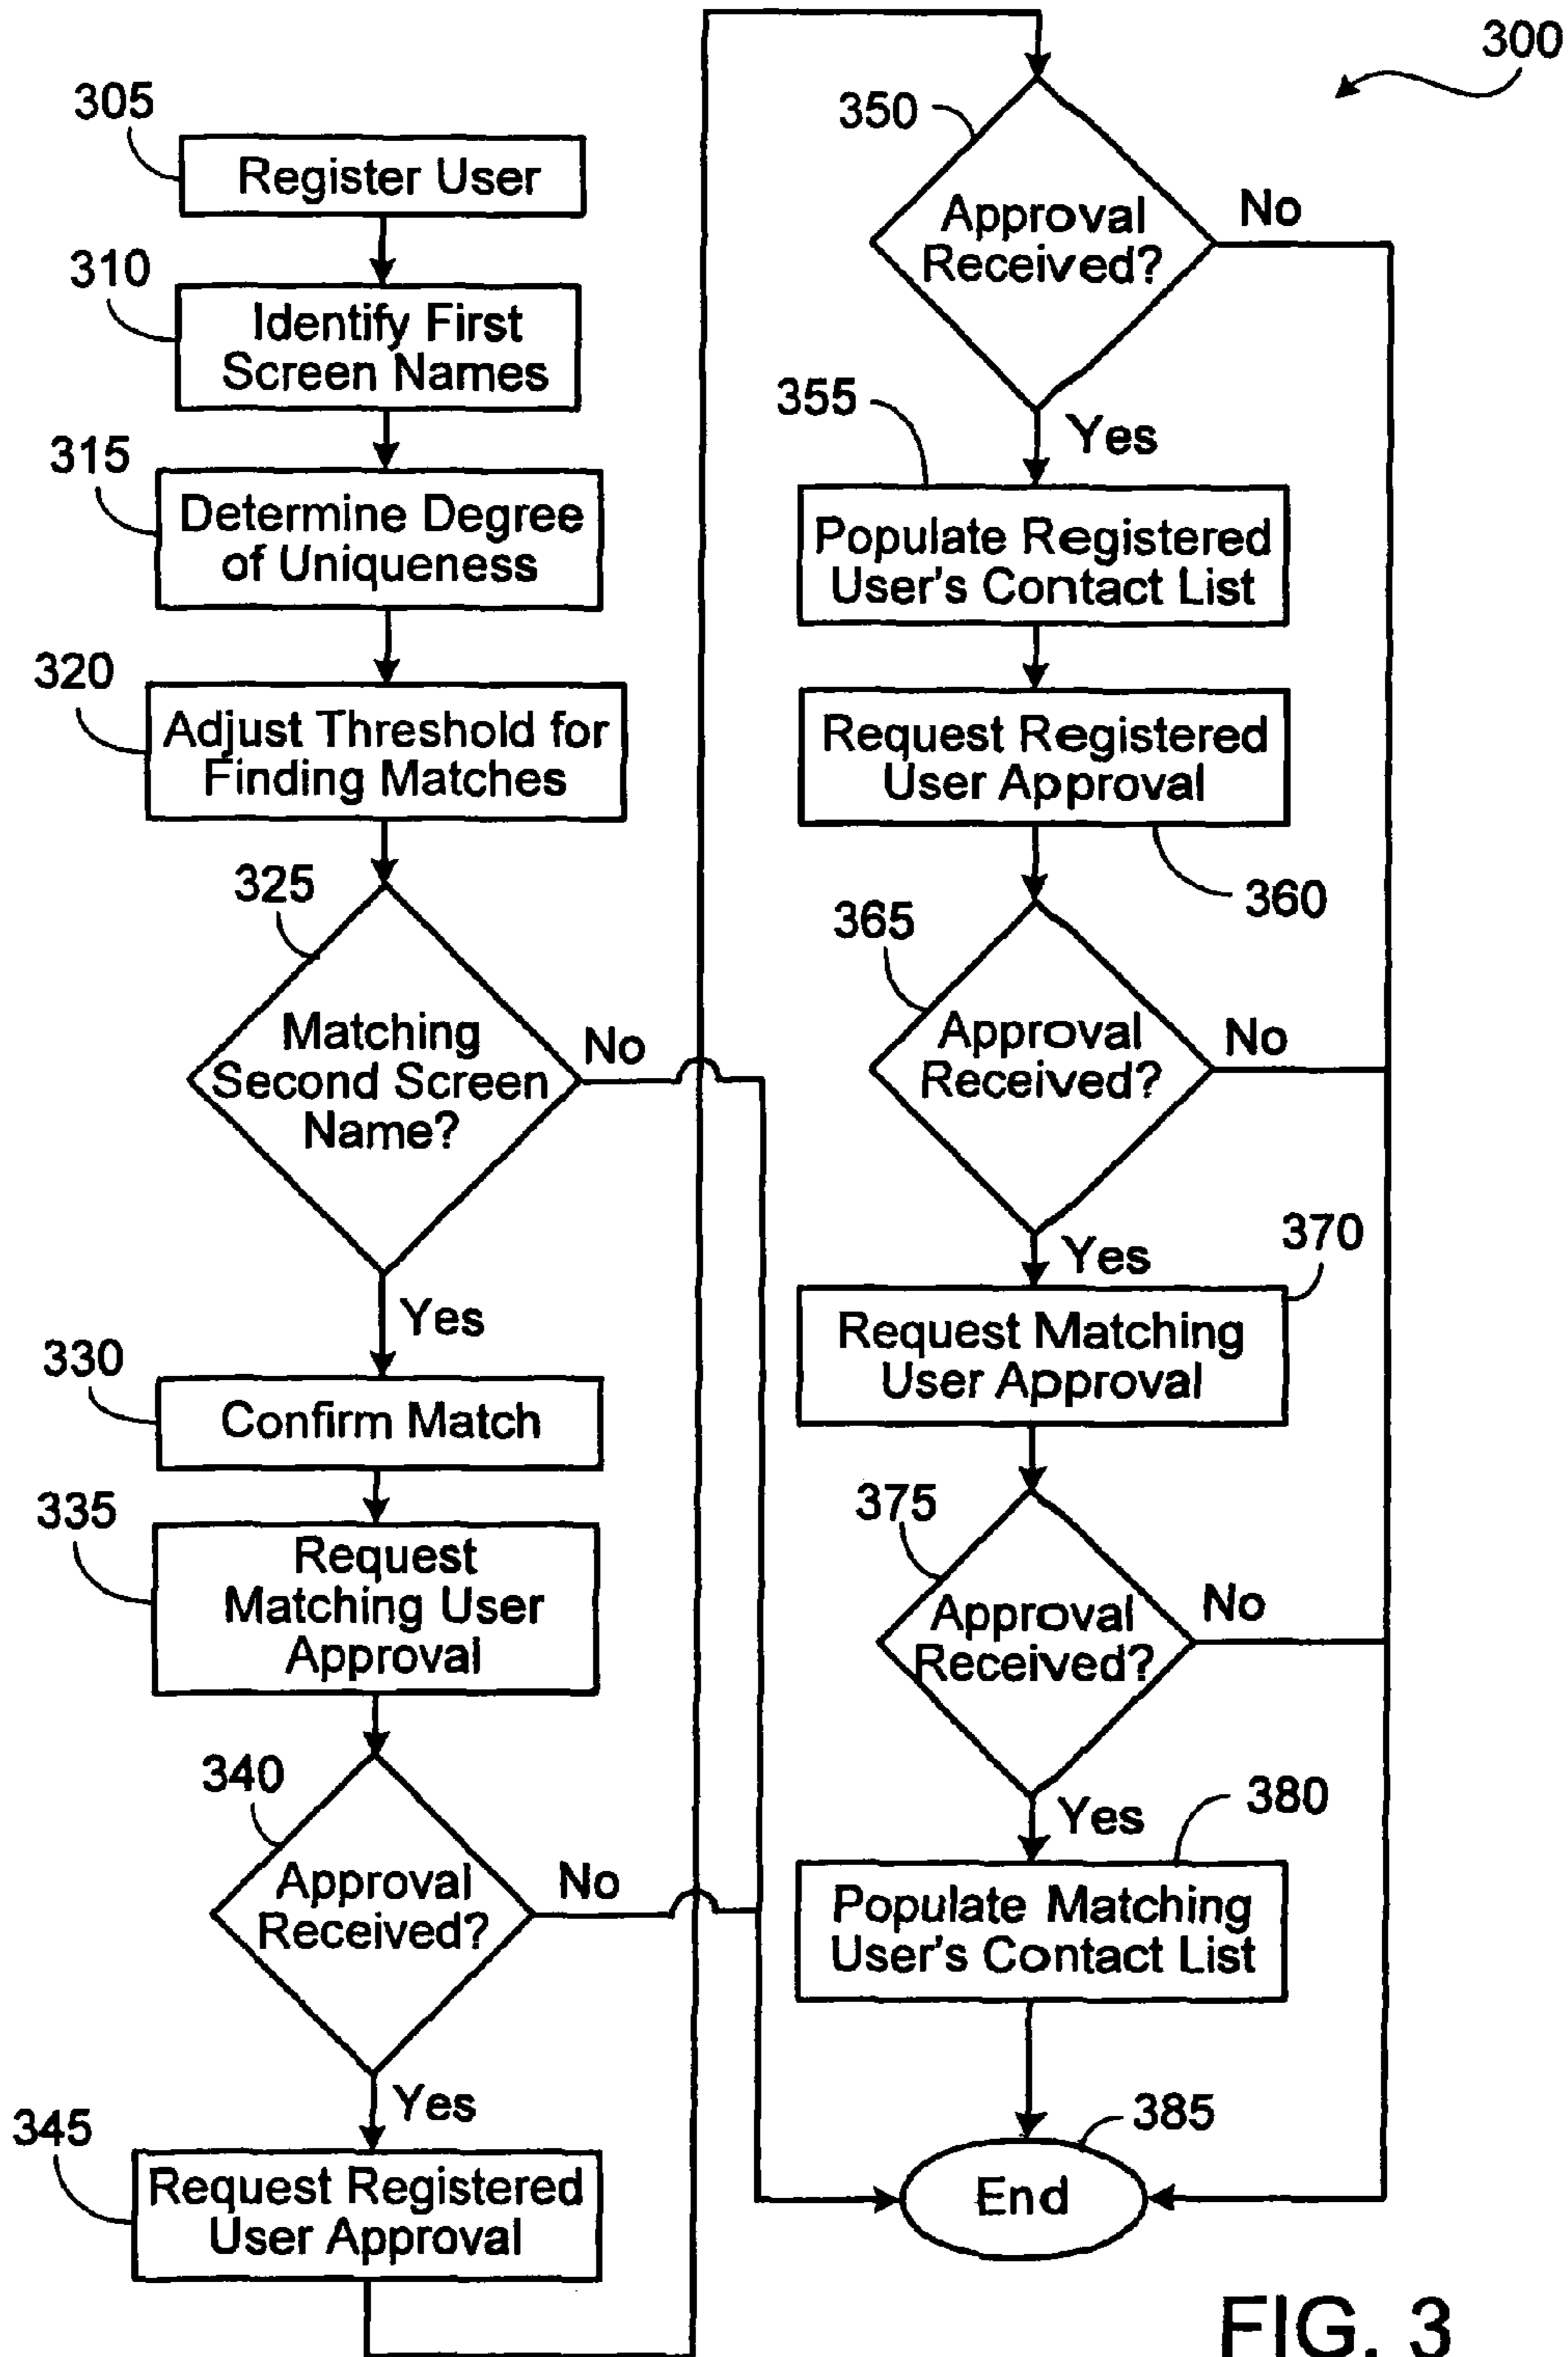 300
305
Register User
310
Identify First
Screen Names
315
Determine Degree
of Uniqueness
320
Adjust Threshold for
Finding Matches
325
Matching
Second Screen
Name?
No
Yes
330
Confirm Match
335
Request
Matching User
Approval
340
Approval
Received?
No
Yes
345
Request Registered
User Approval
350
Approval
Received?
No
Yes
355
Populate Registered
User's Contact List
Request Registered
User Approval
360
365
Approval
Received?
No
Yes
370
Request Matching
User Approval
375
Approval
Received?
No
Yes
380
Populate Matching
User's Contact List
385
End
FIG. 3